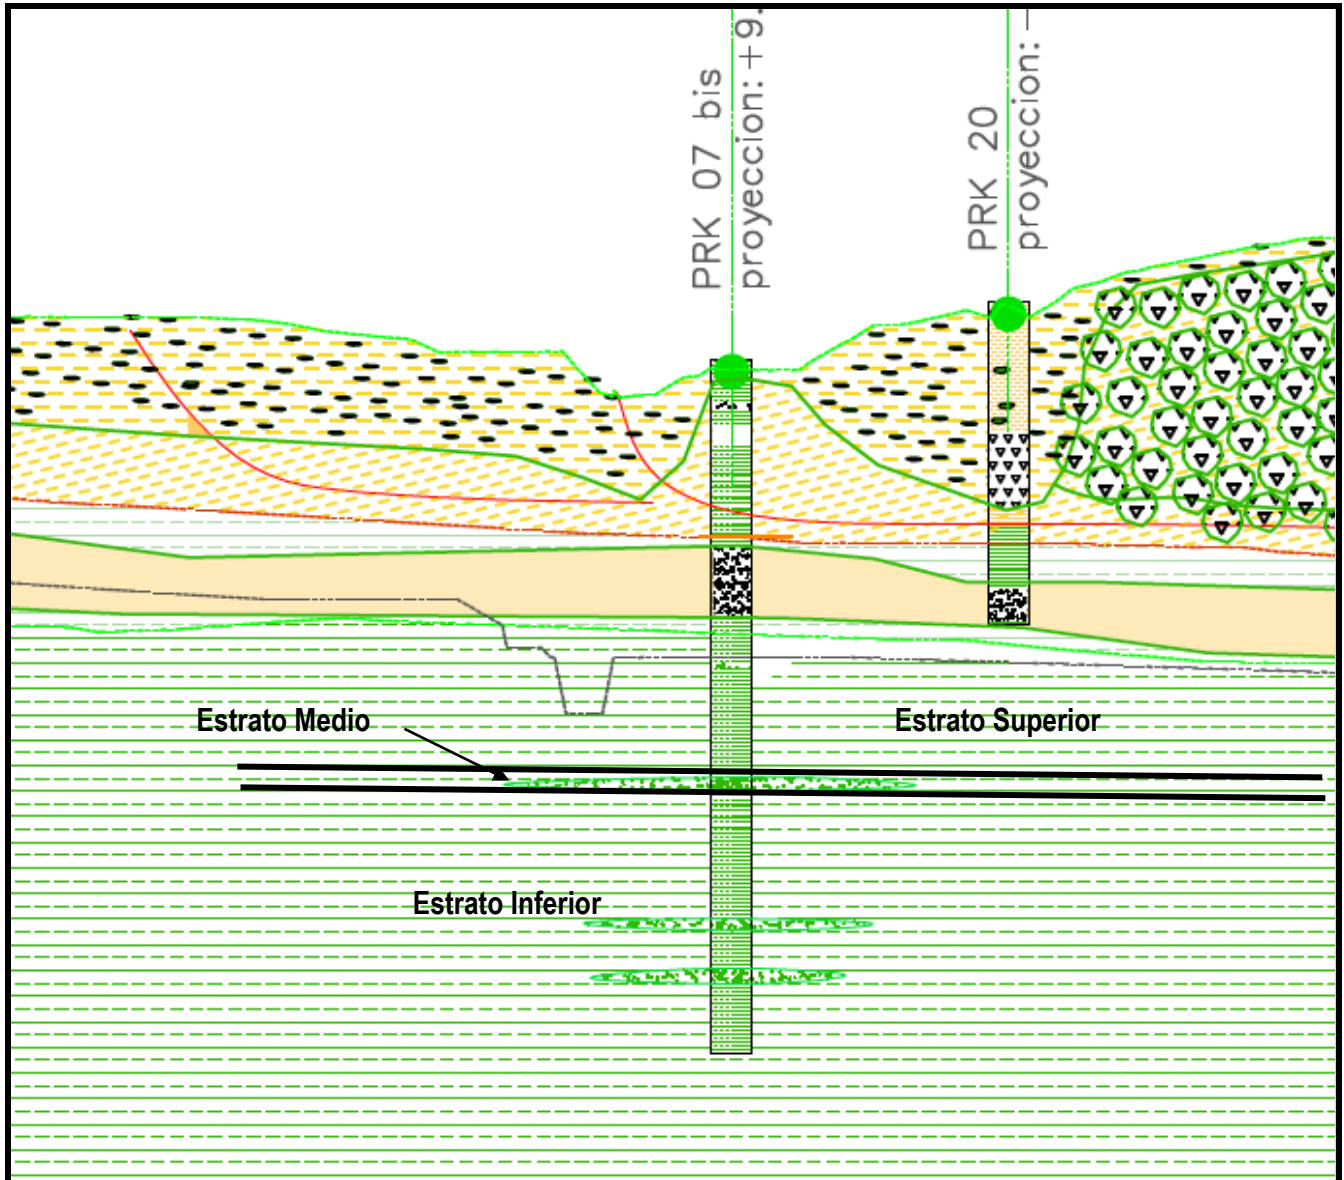 PRK 07 bis
proyeccion: +9.
PRK 20
proyeccion: -
Estrato Medio
Estrato Superior
Estrato Inferior